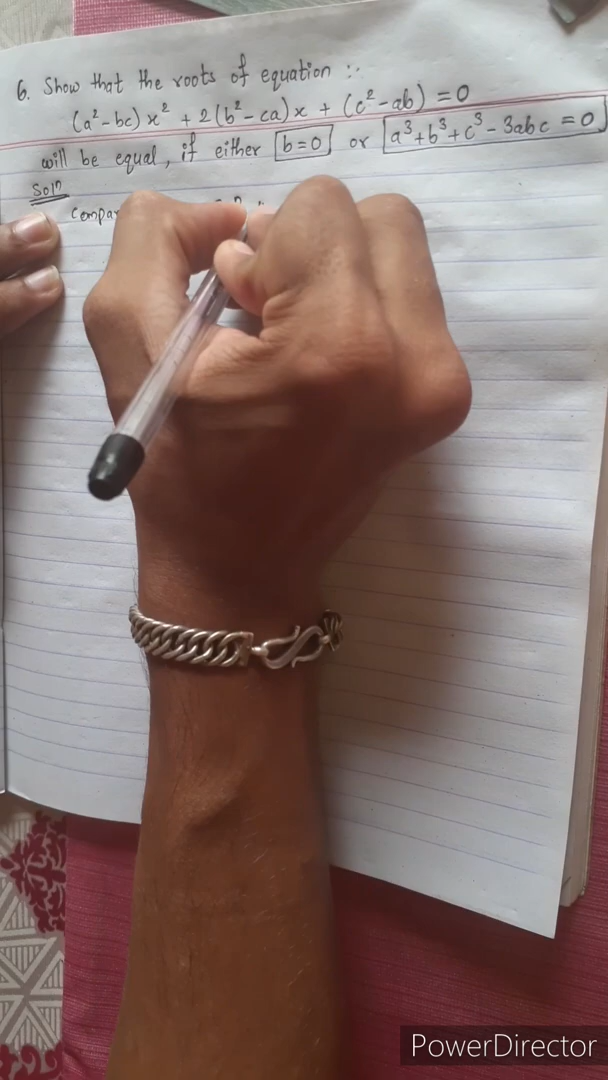 6. Show that the roots of equation :-
(a² - bc) x² + 2 (b² - ca) x + (c² - ab) = 0
will be equal, if either b = 0 or a³ + b³ + c³ - 3abc = 0
Solⁿ
PowerDirector